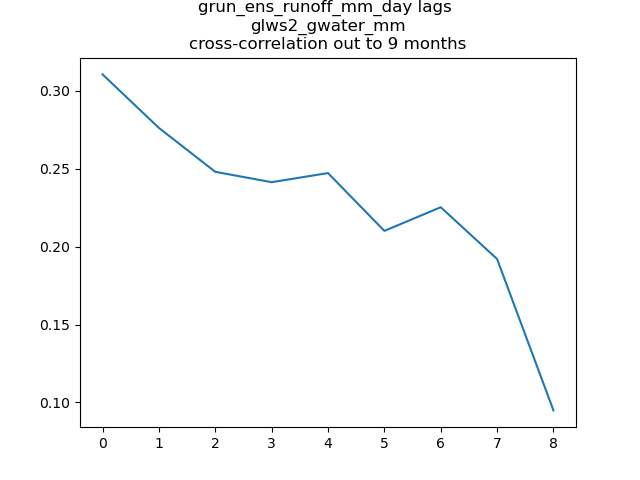 grun_ens_runoff_mm_day lags
glws2_gwater_mm
cross-correlation out to 9 months
0.30
0.25
0.20
0.15
0.10
0 1 2 3 4 5 6 7 8